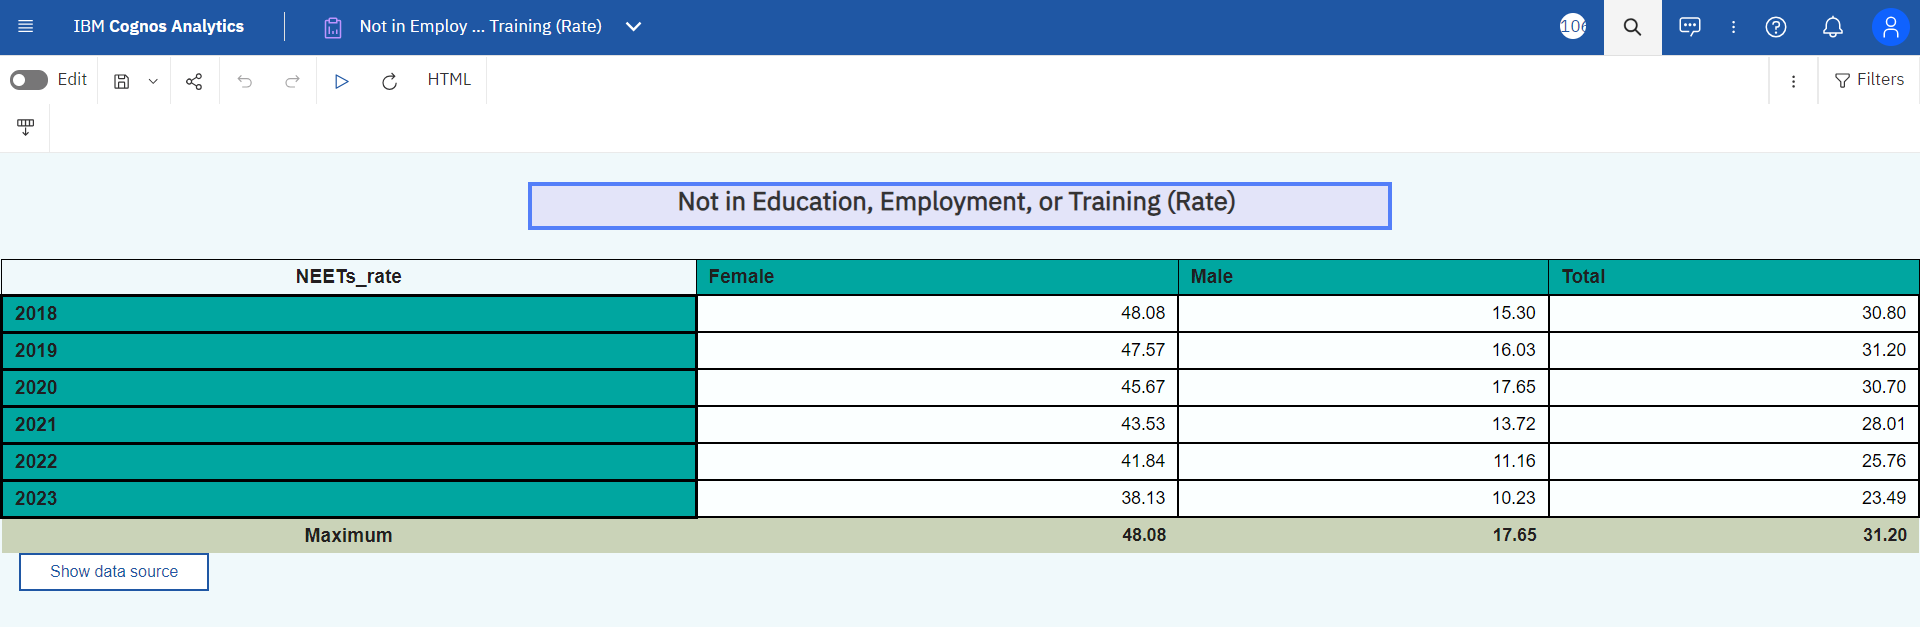 IBM Cognos Analytics Not in Employ ... Training (Rate) 106
Edit HTML Filters
Not in Education, Employment, or Training (Rate)
NEETs_rate Female Male Total
2018 48.08 15.30 30.80
2019 47.57 16.03 31.20
2020 45.67 17.65 30.70
2021 43.53 13.72 28.01
2022 41.84 11.16 25.76
2023 38.13 10.23 23.49
Maximum 48.08 17.65 31.20
Show data source